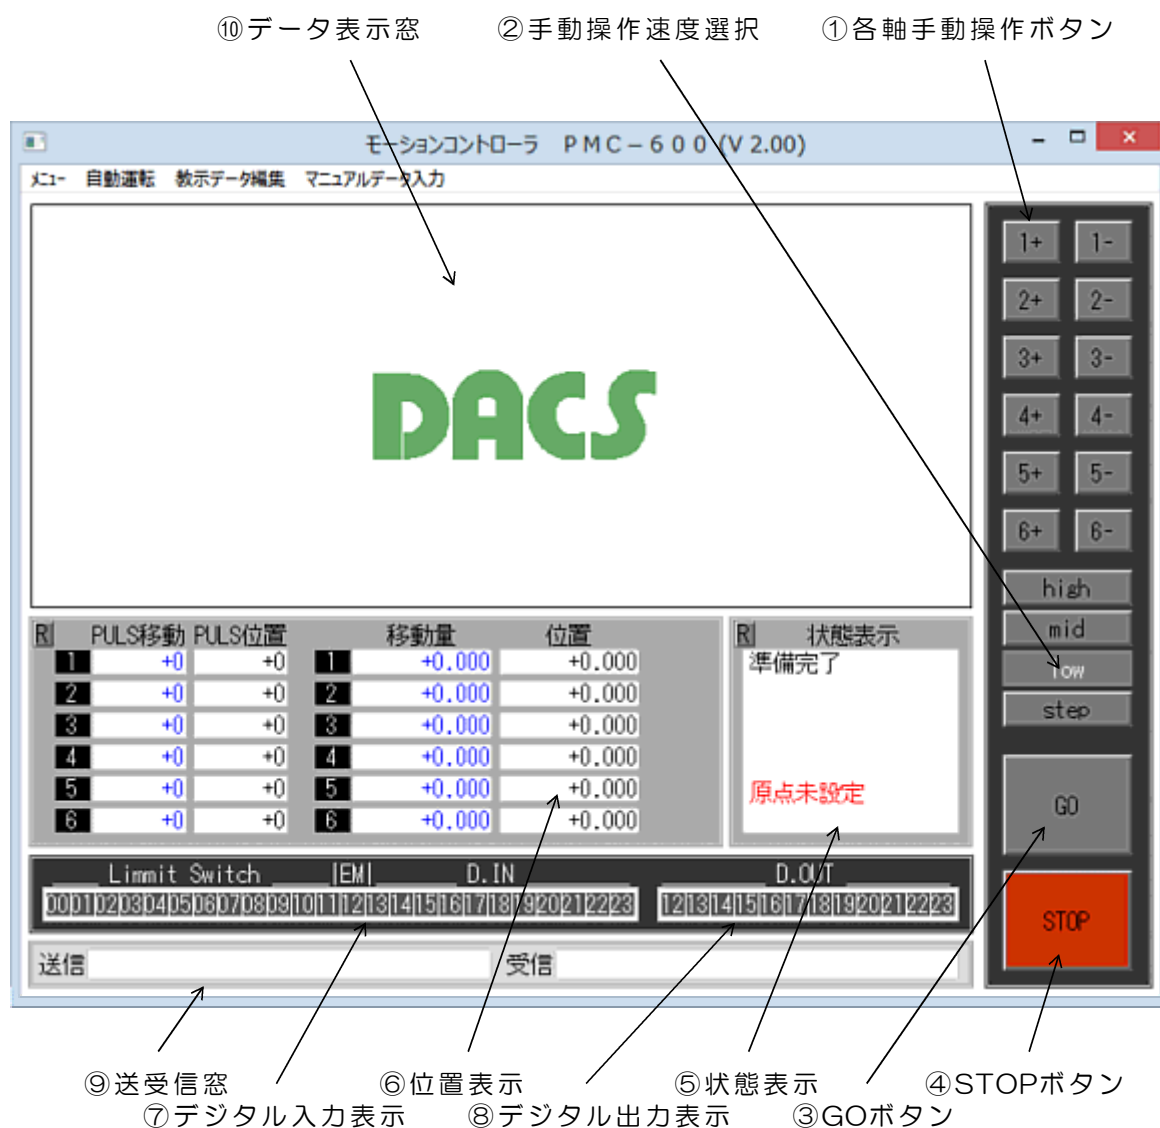 ⑩データ表示窓 ②手動操作速度選択 ①各軸手動操作ボタン
モーションコントローラ PMC-600 (V 2.00)
メニュー 自動運転 教示データ編集 マニュアルデータ入力
DACS
1+ 1-
2+ 2-
3+ 3-
4+ 4-
5+ 5-
6+ 6-
high
mid
low
step
GO
STOP
R PULS移動 PULS位置 移動量 位置
1 +0 +0 1 +0.000 +0.000
2 +0 +0 2 +0.000 +0.000
3 +0 +0 3 +0.000 +0.000
4 +0 +0 4 +0.000 +0.000
5 +0 +0 5 +0.000 +0.000
6 +0 +0 6 +0.000 +0.000
R 状態表示
準備完了
原点未設定
Limmit Switch |EM| D.IN D.OUT
00 01 02 03 04 05 06 07 08 09 10 11 12 13 14 15 16 17 18 19 20 21 22 23 12 13 14 15 16 17 18 19 20 21 22 23
送信 受信
⑨送受信窓 ⑥位置表示 ⑤状態表示 ④STOPボタン
⑦デジタル入力表示 ⑧デジタル出力表示 ③GOボタン